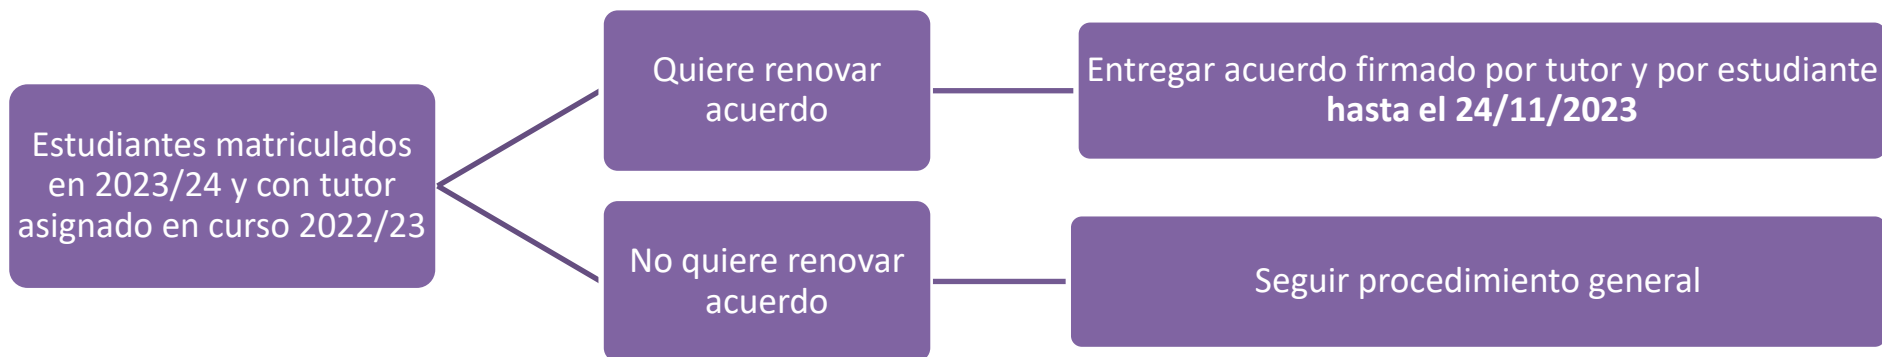 Estudiantes matriculados
en 2023/24 y con tutor
asignado en curso 2022/23
Quiere renovar
acuerdo
Entregar acuerdo firmado por tutor y por estudiante
hasta el 24/11/2023
No quiere renovar
acuerdo
Seguir procedimiento general